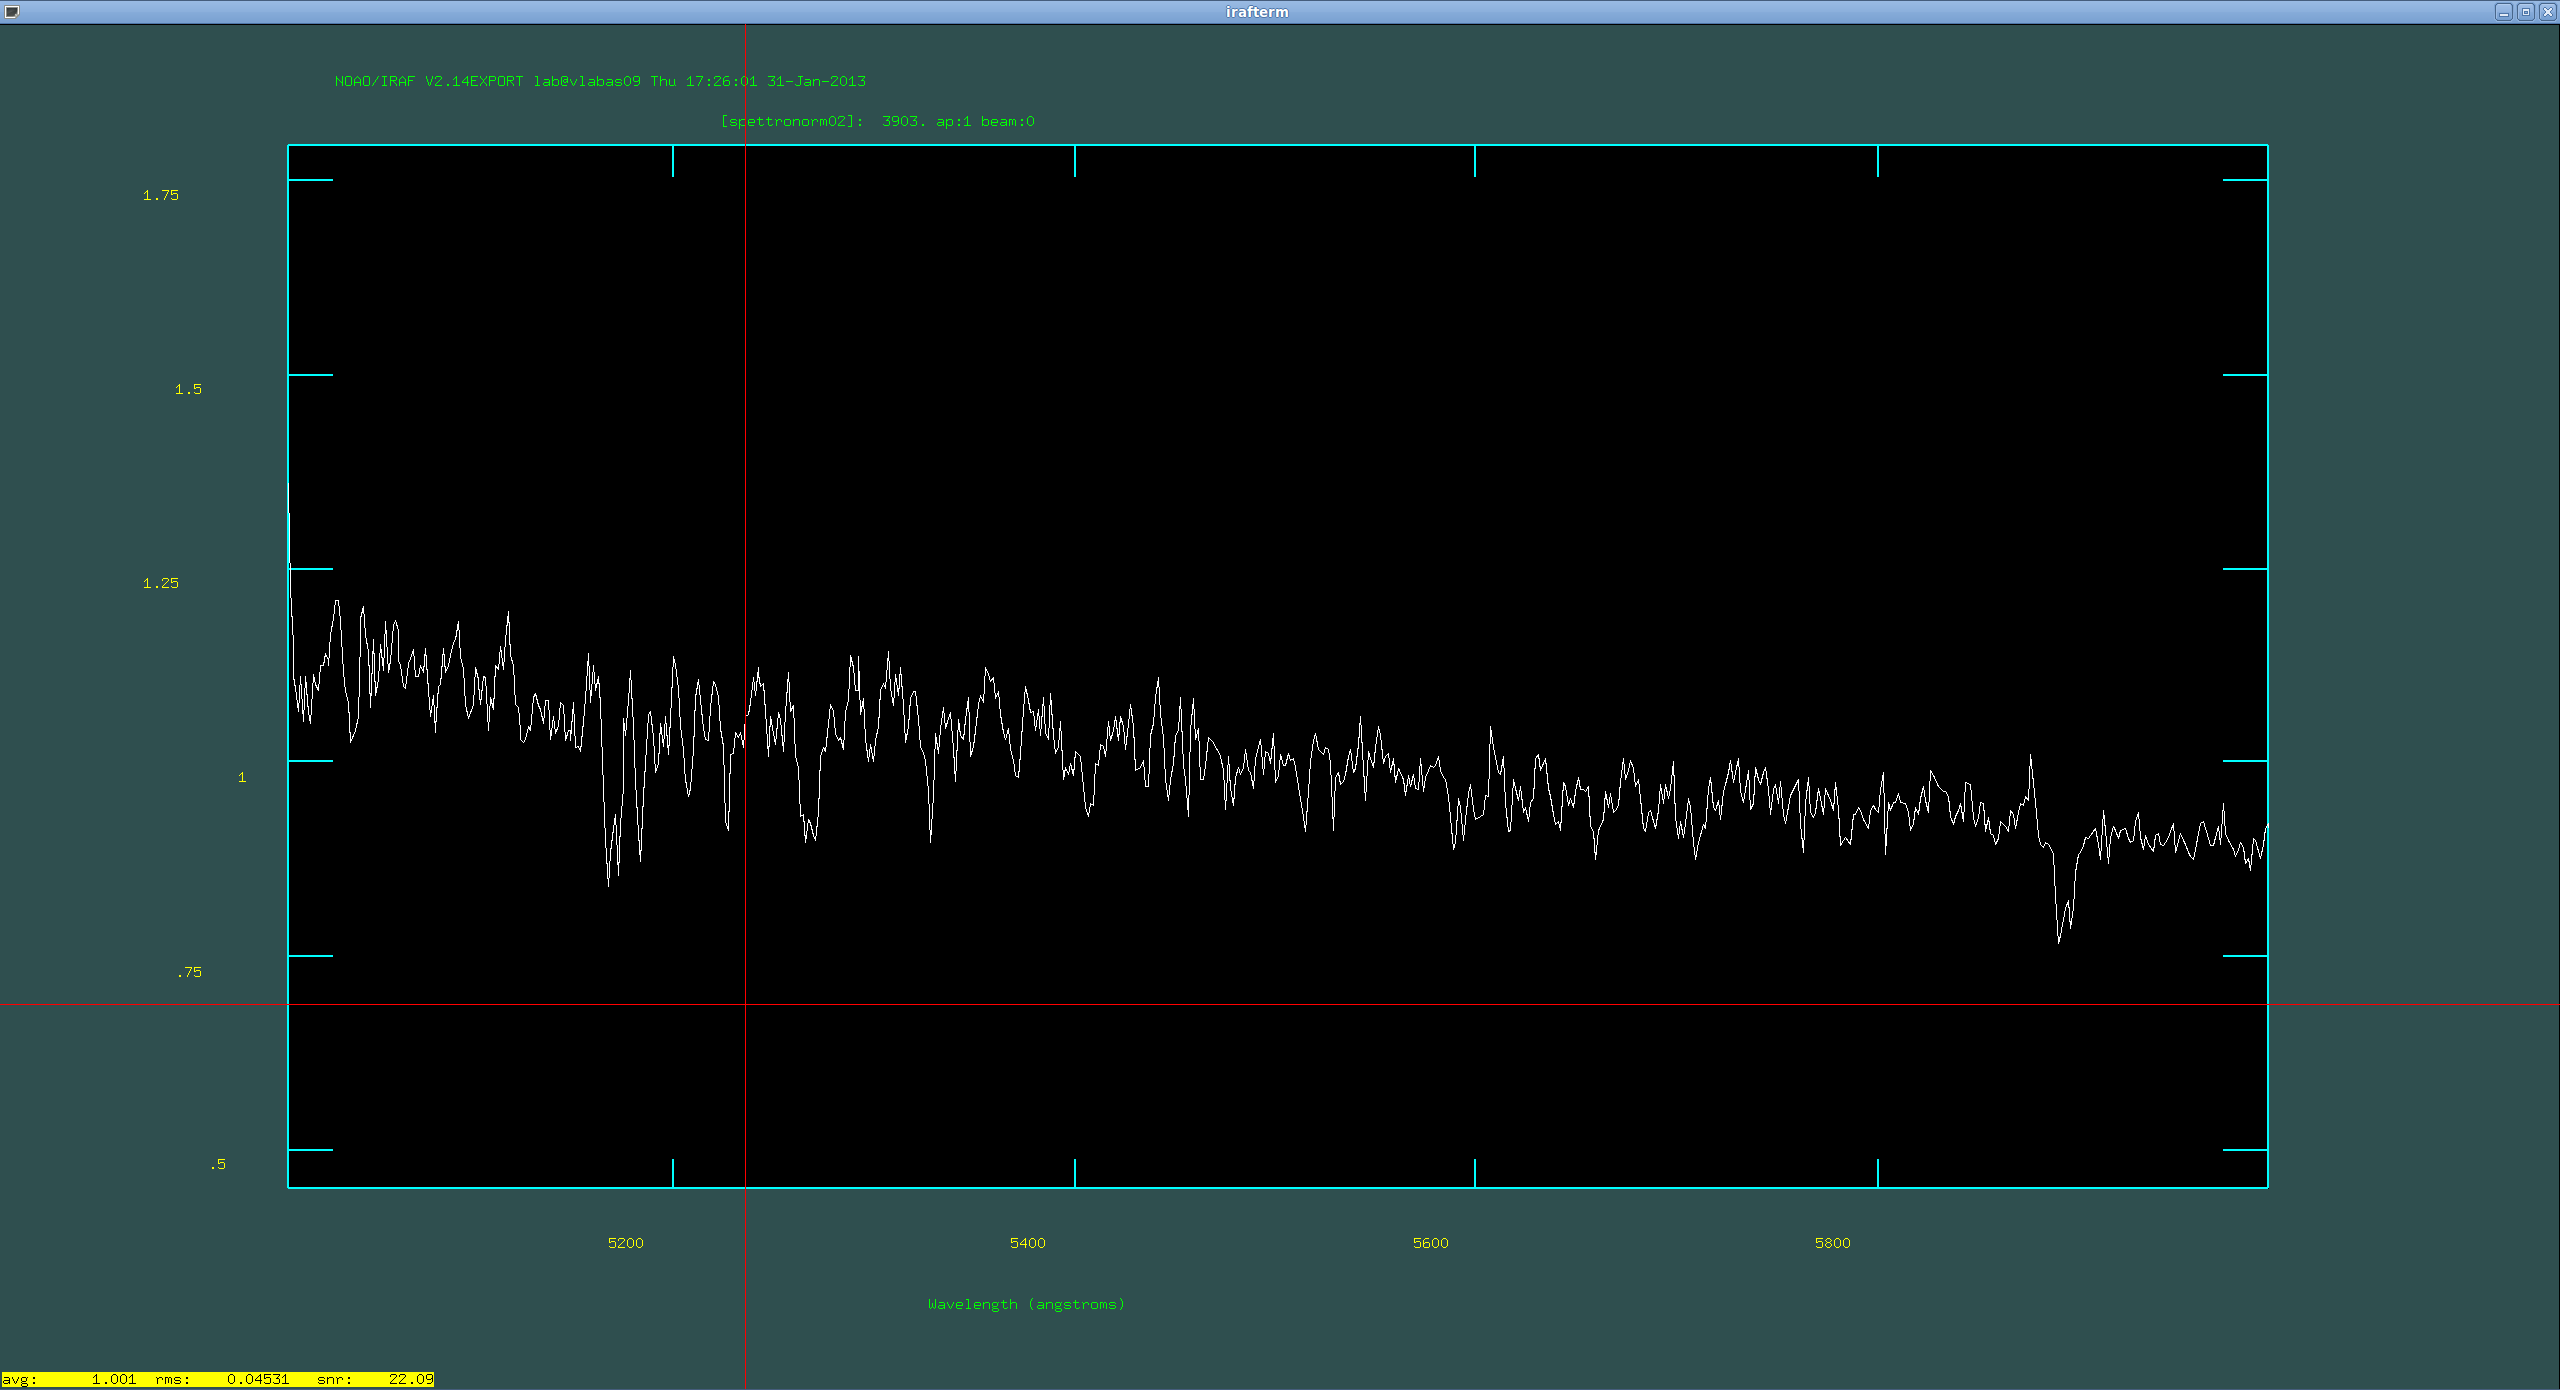 irafterm
NOAO/IRAF V2.14EXPORT lab@vlabas09 Thu 17:26:01 31-Jan-2013
[spettronorm02]: 3903. ap:1 beam:0
1.75
1.5
1.25
1
.75
.5
5200 5400 5600 5800
Wavelength (angstroms)
avg: 1.001 rms: 0.04531 snr: 22.09